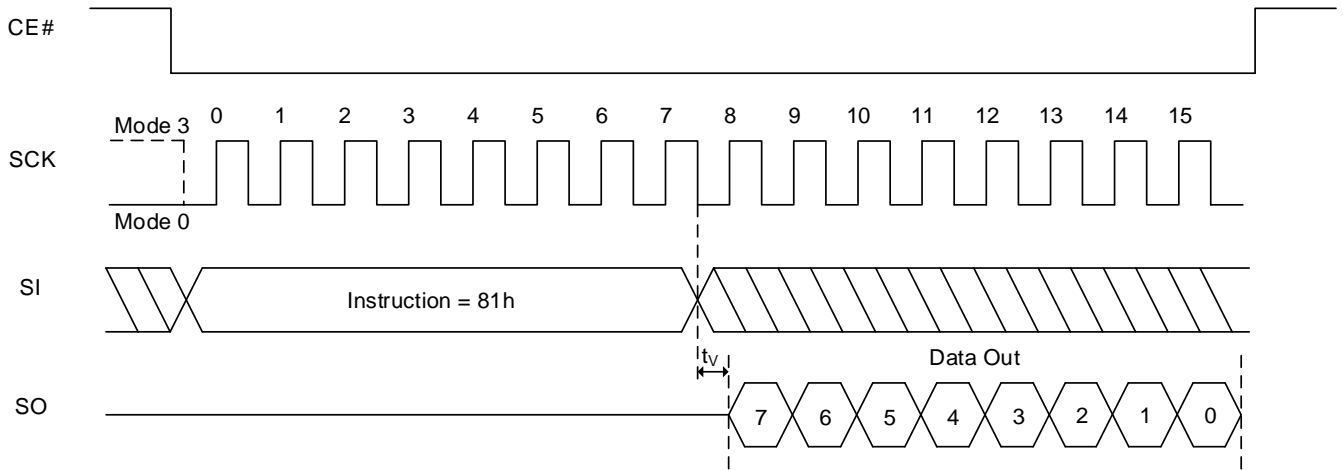 CE#
0 1 2 3 4 5 6 7 8 9 10 11 12 13 14 15
Mode 3
SCK
Mode 0
SI
Instruction = 81h
tV
Data Out
SO
7 6 5 4 3 2 1 0